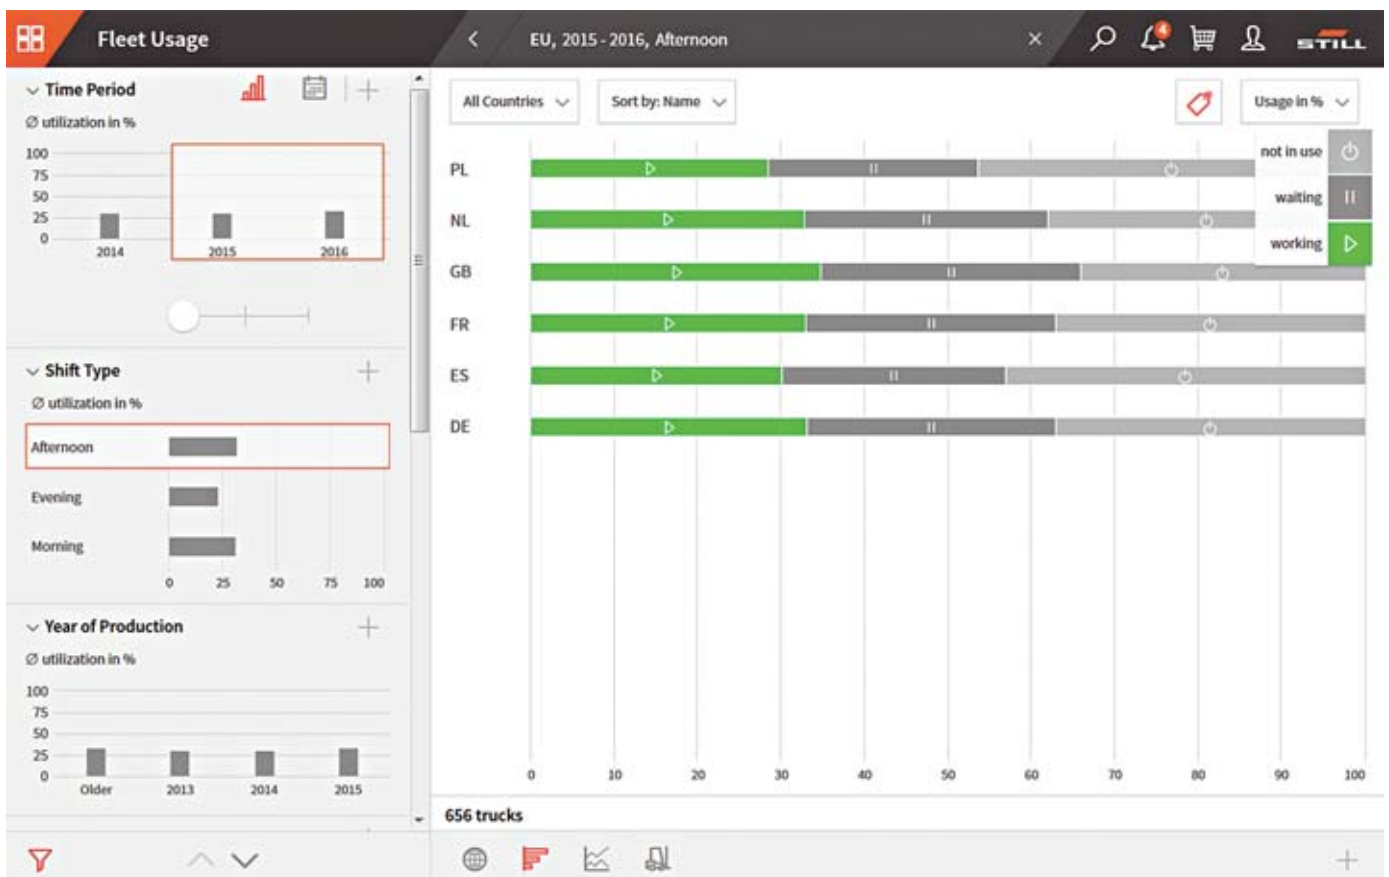 Fleet Usage
EU, 2015 - 2016, Afternoon
4
STILL
Time Period
Ø utilization in %
100
75
50
25
0
2014
2015
2016
Shift Type
Ø utilization in %
Afternoon
Evening
Morning
0 25 50 75 100
Year of Production
Ø utilization in %
100
75
50
25
0
Older 2013 2014 2015
All Countries
Sort by: Name
Usage in %
not in use
waiting
working
PL
NL
GB
FR
ES
DE
0 10 20 30 40 50 60 70 80 90 100
656 trucks